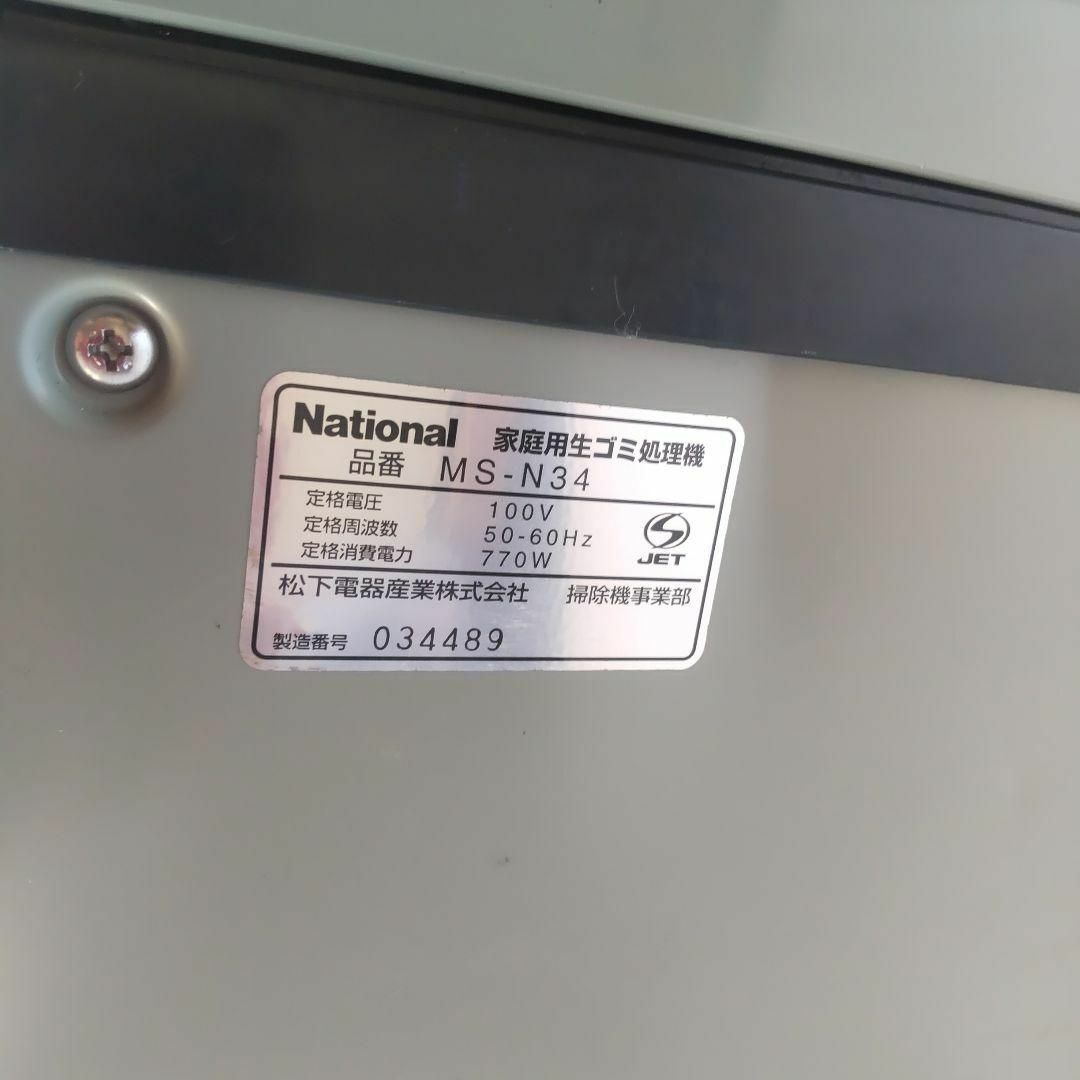 National 家庭用生ゴミ処理機
品番 MS-N34
定格電圧 100V
定格周波数 50-60Hz
定格消費電力 770W
JET
松下電器産業株式会社 掃除機事業部
製造番号 034489